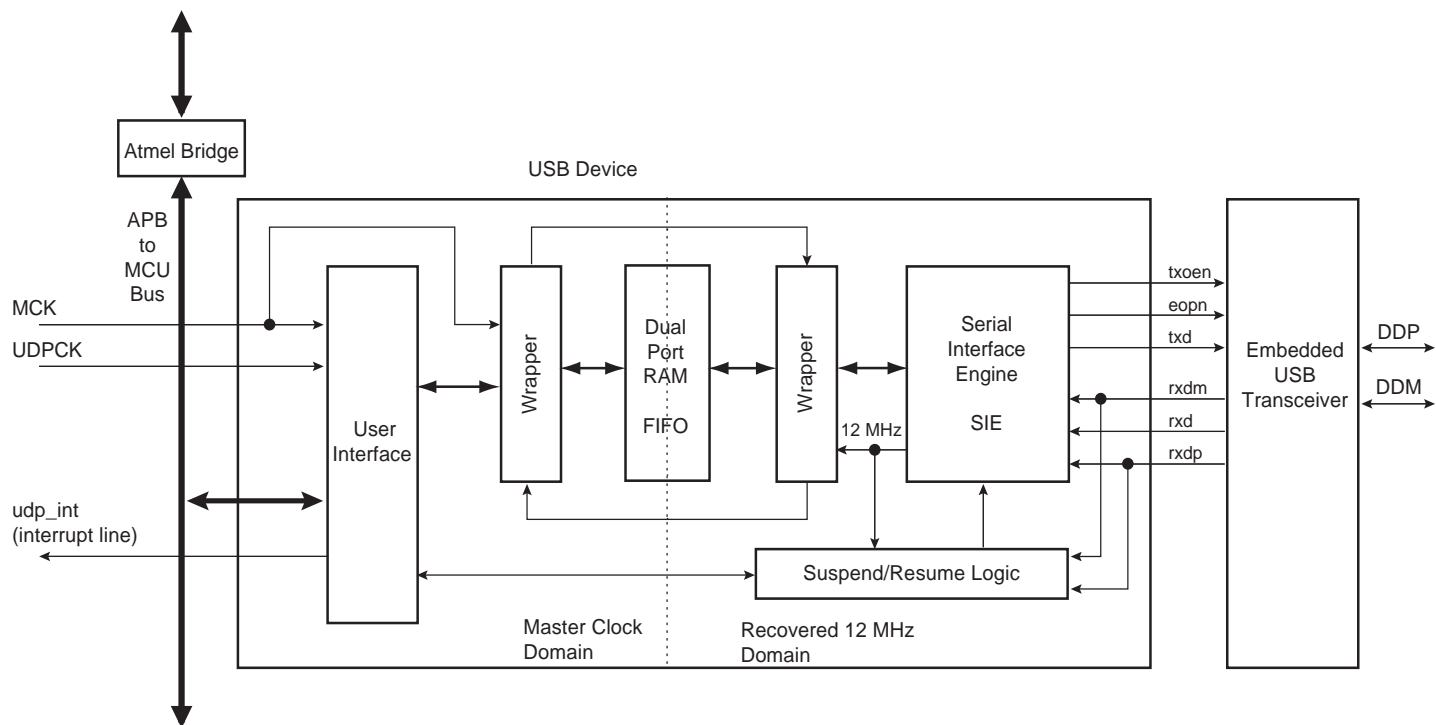 Atmel Bridge
USB Device
APB
to
MCU
Bus
MCK
UDPCK
udp_int
(interrupt line)
User
Interface
Wrapper
Dual
Port
RAM
FIFO
Wrapper
12 MHz
Serial
Interface
Engine
SIE
Suspend/Resume Logic
Master Clock
Domain
Recovered 12 MHz
Domain
txoen
eopn
txd
rxdm
rxd
rxdp
Embedded
USB
Transceiver
DDP
DDM